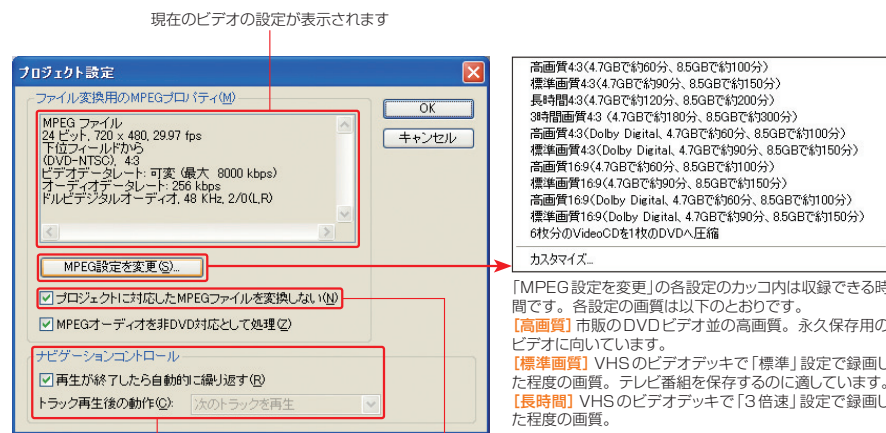 現在のビデオの設定が表示されます
プロジェクト設定
ファイル変換用のMPEGプロパティ(M)
MPEG ファイル
24 ビット, 720 x 480, 29.97 fps
下位フィールドから
(DVD-NTSC), 4:3
ビデオデータレート: 可変 (最大 8000 kbps)
オーディオデータレート: 256 kbps
ドルビデジタルオーディオ, 48 KHz, 2/0(L,R)
OK
キャンセル
MPEG設定を変更(S)...
プロジェクトに対応したMPEGファイルを変換しない(N)
MPEGオーディオを非DVD対応として処理(Z)
ナビゲーションコントロール
再生が終了したら自動的に繰り返す(R)
トラック再生後の動作(C): 次のトラックを再生
高画質4:3(4.7GBで約60分、8.5GBで約100分)
標準画質4:3(4.7GBで約90分、8.5GBで約150分)
長時間4:3(4.7GBで約120分、8.5GBで約200分)
3時間画質4:3 (4.7GBで約180分、8.5GBで約300分)
高画質4:3(Dolby Digital、4.7GBで約60分、8.5GBで約100分)
標準画質4:3(Dolby Digital、4.7GBで約90分、8.5GBで約150分)
高画質16:9(4.7GBで約60分、8.5GBで約100分)
標準画質16:9(4.7GBで約90分、8.5GBで約150分)
高画質16:9(Dolby Digital、4.7GBで約60分、8.5GBで約100分)
標準画質16:9(Dolby Digital、4.7GBで約90分、8.5GBで約150分)
6枚分のVideoCDを1枚のDVDへ圧縮
カスタマイズ...
「MPEG設定を変更」の各設定のカッコ内は収録できる時
間です。各設定の画質は以下のとおりです。
[高画質] 市販のDVDビデオ並の高画質。永久保存用の
ビデオに向いています。
[標準画質] VHSのビデオデッキで「標準」設定で録画し
た程度の画質。テレビ番組を保存するのに適しています。
[長時間] VHSのビデオデッキで「3倍速」設定で録画し
た程度の画質。